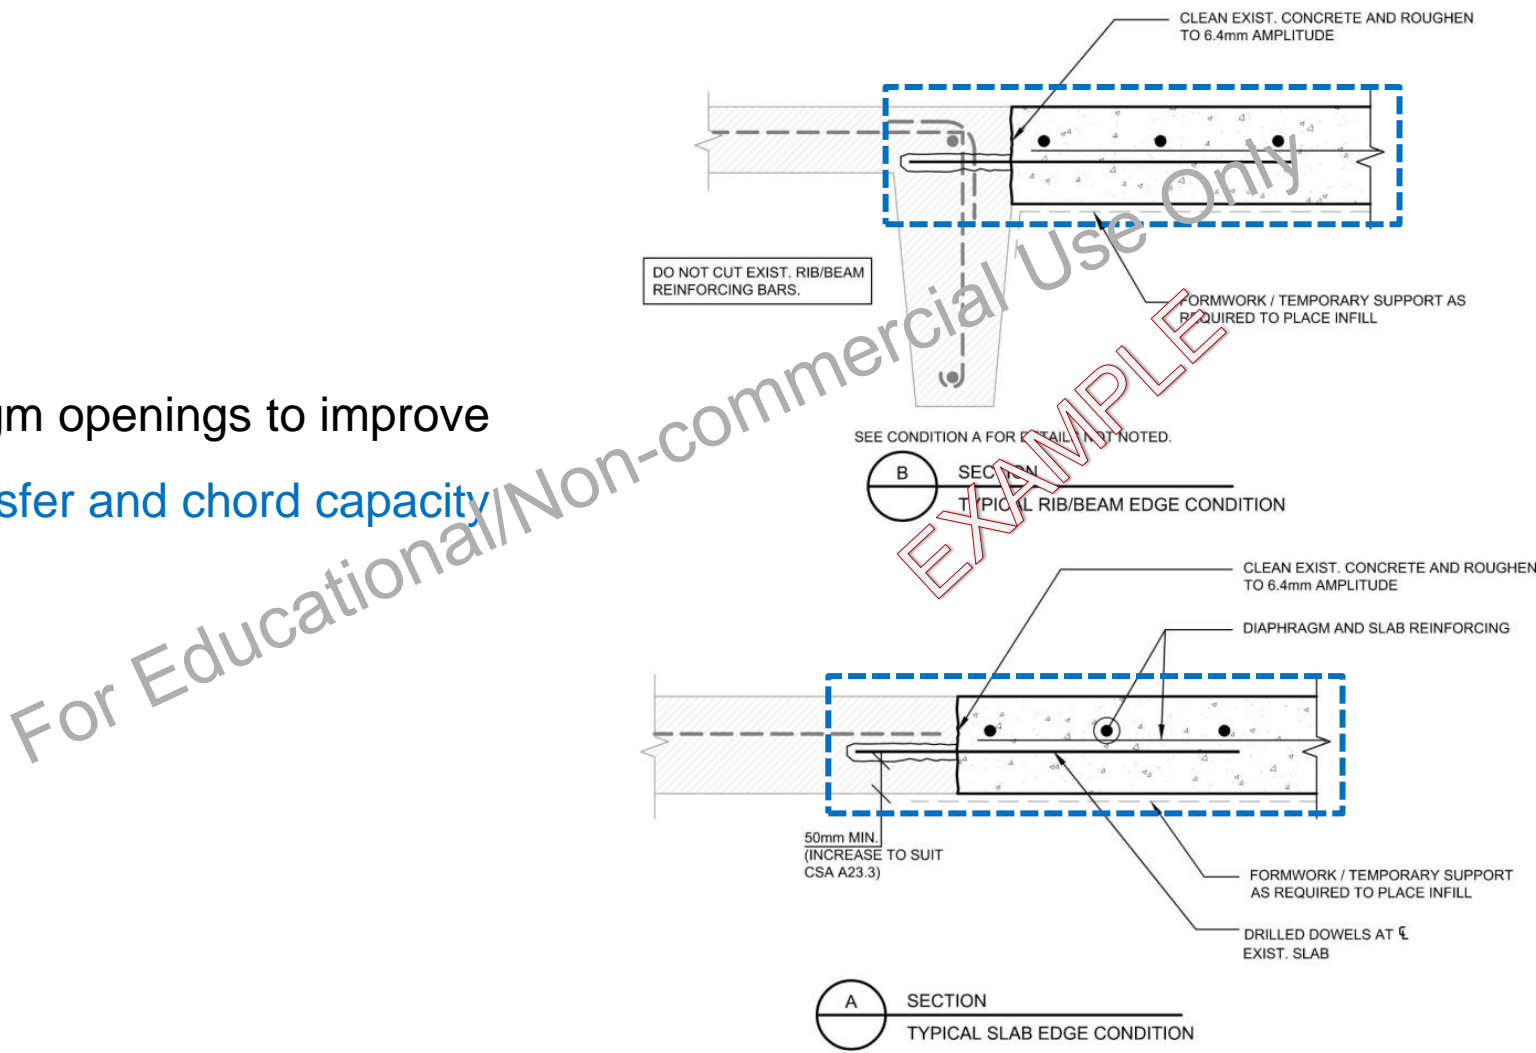 CLEAN EXIST. CONCRETE AND ROUGHEN
TO 6.4mm AMPLITUDE
DO NOT CUT EXIST. RIB/BEAM
REINFORCING BARS.
FORMWORK / TEMPORARY SUPPORT AS
REQUIRED TO PLACE INFILL
gm openings to improve
sfer and chord capacity
SEE CONDITION A FOR DETAILS NOT NOTED.
B
SECTION
TYPICAL RIB/BEAM EDGE CONDITION
EXAMPLE
For Educational/Non-commercial Use Only
CLEAN EXIST. CONCRETE AND ROUGHEN
TO 6.4mm AMPLITUDE
DIAPHRAGM AND SLAB REINFORCING
50mm MIN.
(INCREASE TO SUIT
CSA A23.3)
FORMWORK / TEMPORARY SUPPORT
AS REQUIRED TO PLACE INFILL
DRILLED DOWELS AT ℄
EXIST. SLAB
A
SECTION
TYPICAL SLAB EDGE CONDITION